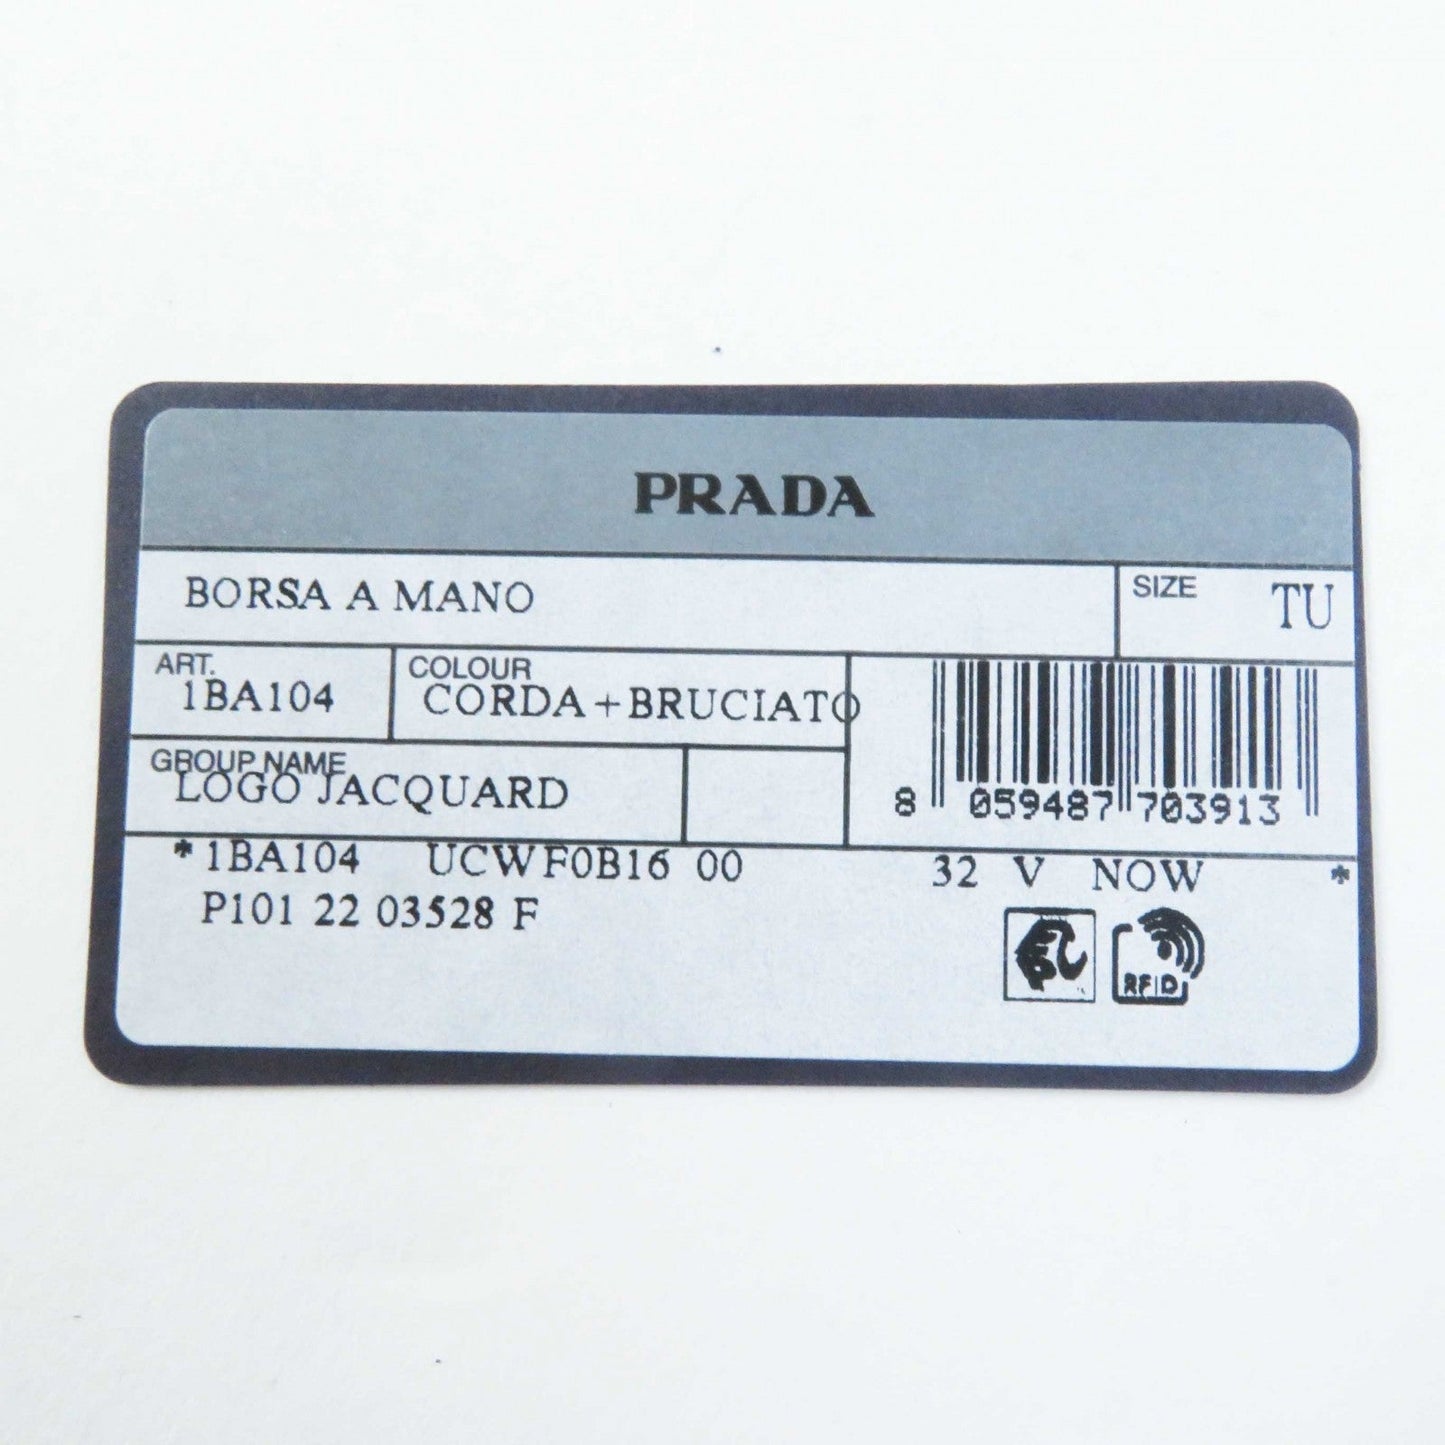 PRADA
BORSA A MANO
SIZE TU
ART.
1BA104
COLOUR
CORDA+BRUCIATO
GROUP NAME
LOGO JACQUARD
8 059487 703913
* 1BA104 UCWF0B16 00 32 V NOW *
P101 22 03528 F
RFID